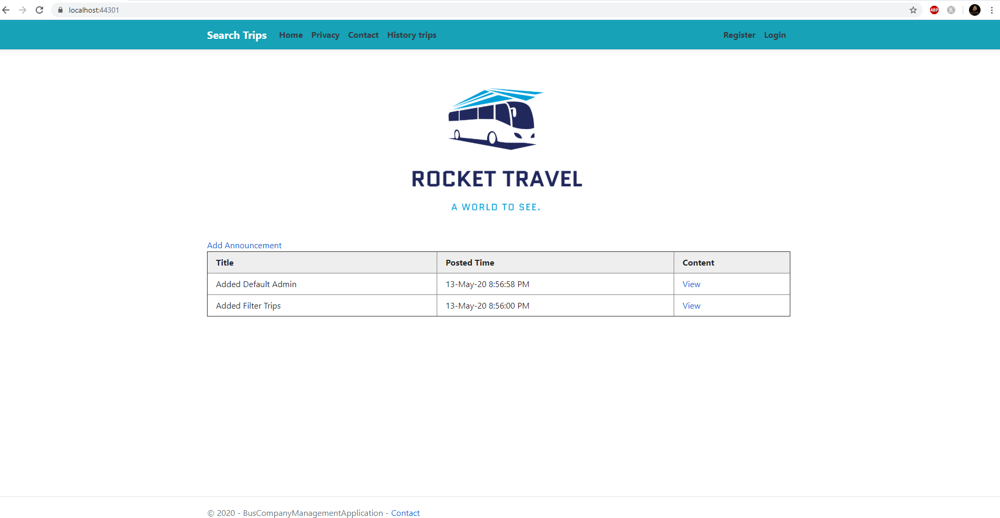 localhost:44301
ABP
K
Search Trips Home Privacy Contact History trips Register Login
ROCKET TRAVEL
A WORLD TO SEE.
Add Announcement
Title Posted Time Content
Added Default Admin 13-May-20 8:56:58 PM View
Added Filter Trips 13-May-20 8:56:00 PM View
© 2020 - BusCompanyManagementApplication - Contact